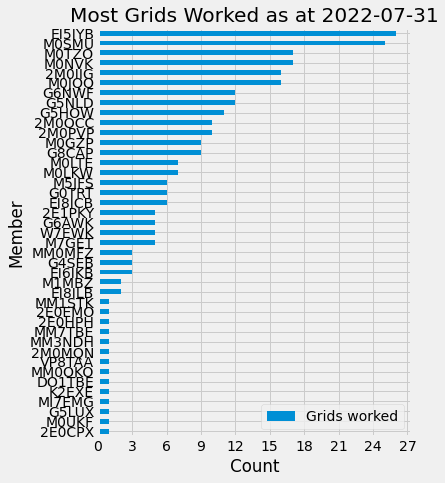 Most Grids Worked as at 2022-07-31
EI5IYB
M0SMU
M0TZO
M0NVK
2M0IIG
M0JOO
G6NWF
G5NLD
G5HOW
2M0OCC
2M0PVP
M0GZP
G8CAP
M0LTE
M0LKW
M5JFS
G0TRT
EI8ICB
2E1PKY
G6AWK
W7EWK
M7GET
MM0MFZ
G4SEB
EI6IKB
M1MBZ
EI8ILB
MM1STK
2E0EMO
2E0HPH
MM7TBE
MM3NDH
2M0MON
VP8TAA
MM0OKO
DO1TBE
K2EXE
MI7EMG
G5LUX
M0UKF
2E0CPX
Member
Grids worked
0 3 6 9 12 15 18 21 24 27
Count